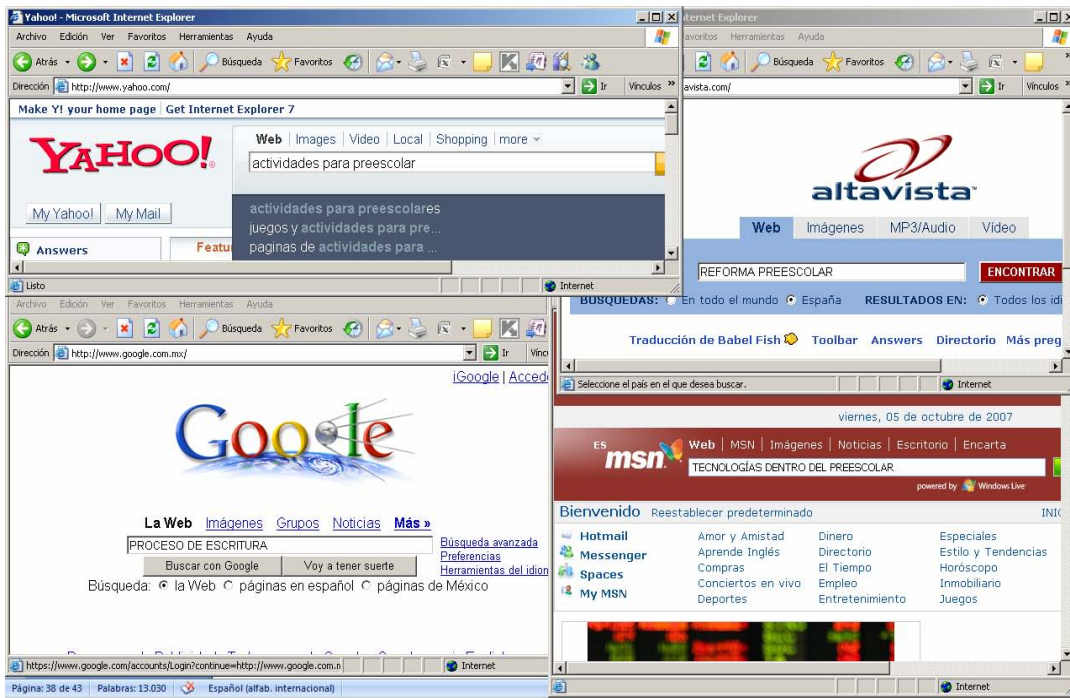 Yahoo! - Microsoft Internet Explorer
Archivo Edición Ver Favoritos Herramientas Ayuda
Atrás Búsqueda Favoritos
Dirección http://www.yahoo.com/ Ir Vínculos »
Make Y! your home page Get Internet Explorer 7
YAHOO!
Web | Images | Video | Local | Shopping | more
actividades para preescolar
My Yahoo! My Mail
actividades para preescolares
juegos y actividades para pre...
paginas de actividades para ...
Answers Featu
Listo Internet
ternet Explorer
avoritos Herramientas Ayuda
Búsqueda Favoritos
avista.com/ Ir Vínculos »
altavista
Web Imágenes MP3/Audio Vídeo
REFORMA PREESCOLAR ENCONTRAR
BÚSQUEDAS: En todo el mundo España RESULTADOS EN: Todos los idi
Traducción de Babel Fish Toolbar Answers Directorio Más preg
Seleccione el país en el que desea buscar. Internet
Archivo Edición Ver Favoritos Herramientas Ayuda
Atrás Búsqueda Favoritos
Dirección http://www.google.com.mx/ Ir Vínc
iGoogle | Accede
Google
La Web Imágenes Grupos Noticias Más »
PROCESO DE ESCRITURA
Búsqueda avanzada
Preferencias
Herramientas del idion
Buscar con Google Voy a tener suerte
Búsqueda: la Web páginas en español páginas de México
https://www.google.com/accounts/Login?continue=http://www.google.com.n Internet
viernes, 05 de octubre de 2007
ES msn
Web | MSN | Imágenes | Noticias | Escritorio | Encarta
TECNOLOGÍAS DENTRO DEL PREESCOLAR
powered by Windows Live
Bienvenido Reestablecer predeterminado INIC
Hotmail Amor y Amistad Dinero Especiales
Messenger Aprende Inglés Directorio Estilo y Tendencias
Spaces Compras El Tiempo Horóscopo
My MSN Conciertos en vivo Empleo Inmobiliario
Deportes Entretenimiento Juegos
Internet
Página: 38 de 43 Palabras: 13.030 Español (alfab. internacional)